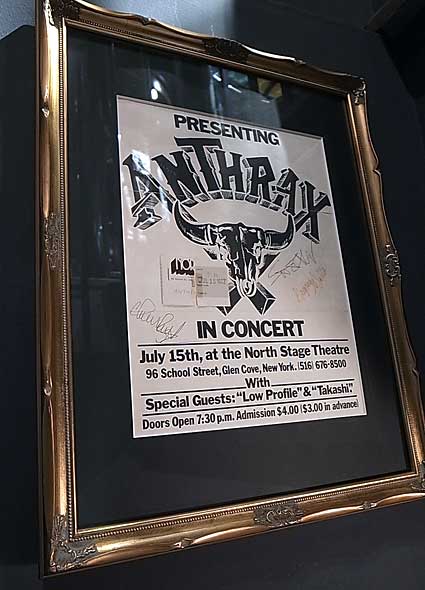 PRESENTING
ANTHRAX
IN CONCERT
July 15th, at the North Stage Theatre
96 School Street, Glen Cove, New York. (516) 676-8500
With
Special Guests: "Low Profile" & "Takashi."
Doors Open 7:30 p.m. Admission $4.00 ($3.00 in advance)